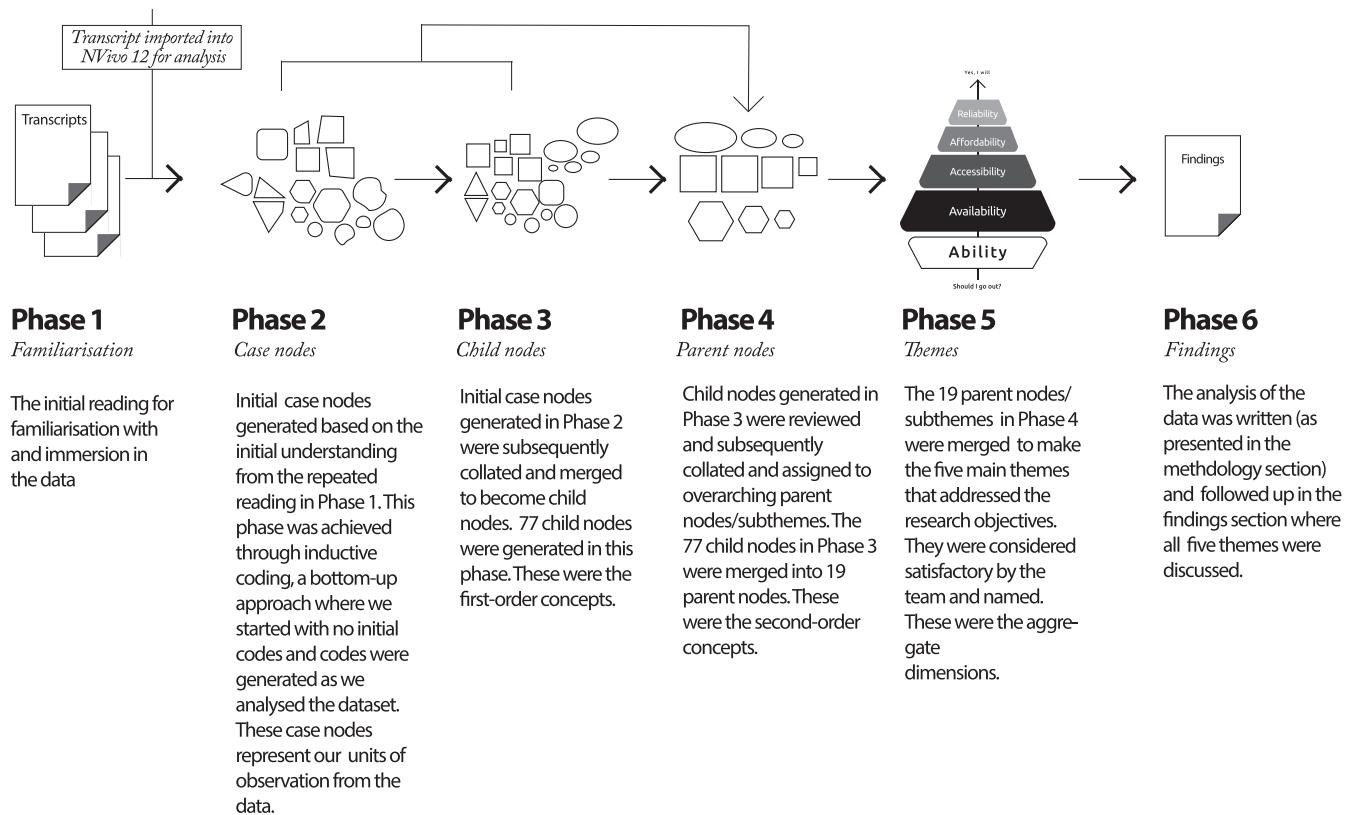 Transcript imported into
NVivo 12 for analysis
Transcripts
Yes, I will
Reliability
Affordability
Accessibility
Availability
Ability
Should I go out?
Findings
Phase 1
Familiarisation
The initial reading for
familiarisation with
and immersion in
the data
Phase 2
Case nodes
Initial case nodes
generated based on the
initial understanding
from the repeated
reading in Phase 1. This
phase was achieved
through inductive
coding, a bottom-up
approach where we
started with no initial
codes and codes were
generated as we
analysed the dataset.
These case nodes
represent our units of
observation from the
data.
Phase 3
Child nodes
Initial case nodes
generated in Phase 2
were subsequently
collated and merged
to become child
nodes. 77 child nodes
were generated in this
phase. These were the
first-order concepts.
Phase 4
Parent nodes
Child nodes generated in
Phase 3 were reviewed
and subsequently
collated and assigned to
overarching parent
nodes/subthemes. The
77 child nodes in Phase 3
were merged into 19
parent nodes. These
were the second-order
concepts.
Phase 5
Themes
The 19 parent nodes/
subthemes in Phase 4
were merged to make
the five main themes
that addressed the
research objectives.
They were considered
satisfactory by the
team and named.
These were the aggre-
gate
dimensions.
Phase 6
Findings
The analysis of the
data was written (as
presented in the
methdology section)
and followed up in the
findings section where
all five themes were
discussed.